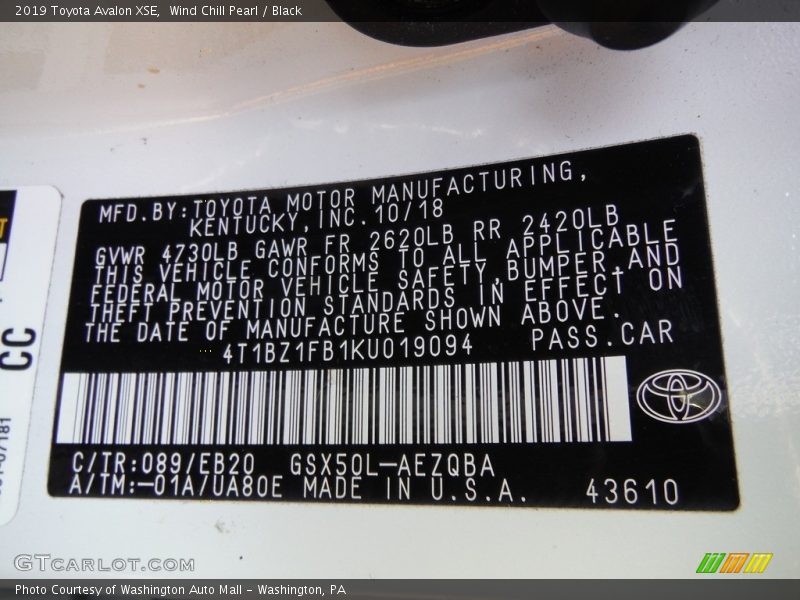 2019 Toyota Avalon XSE,  Wind Chill Pearl / Black
MFD.BY:TOYOTA MOTOR MANUFACTURING,
KENTUCKY,INC.10/18
GVWR 4730LB GAWR FR 2620LB RR 2420LB
THIS VEHICLE CONFORMS TO ALL APPLICABLE
FEDERAL MOTOR VEHICLE SAFETY,BUMPER AND
THEFT PREVENTION STANDARDS IN EFFECT ON
THE DATE OF MANUFACTURE SHOWN ABOVE.
4T1BZ1FB1KU019094 PASS.CAR
C/TR:089/EB20 GSX50L-AEZQBA
A/TM:-01A/UA80E MADE IN U.S.A. 43610
CC
GTCARLOT.COM
Photo Courtesy of Washington Auto Mall - Washington, PA